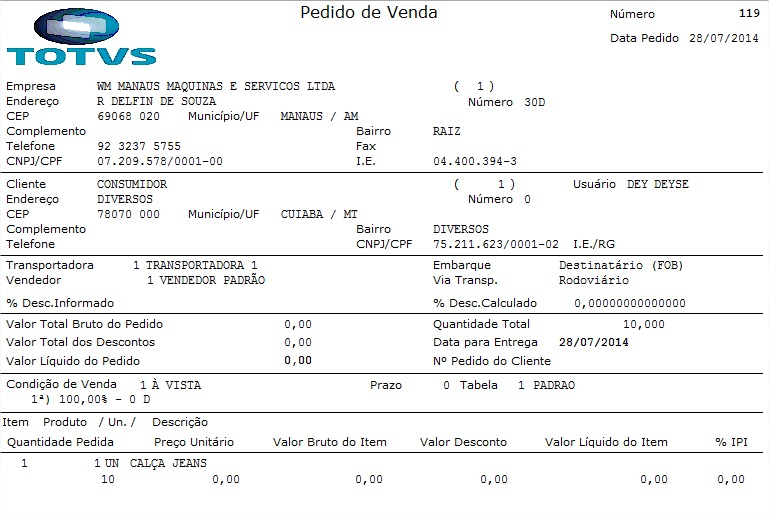 TOTVS
Pedido de Venda
Número 119
Data Pedido 28/07/2014
Empresa WM MANAUS MAQUINAS E SERVICOS LTDA ( 1 )
Endereço R DELFIN DE SOUZA Número 30D
CEP 69068 020 Município/UF MANAUS / AM
Complemento Bairro RAIZ
Telefone 92 3237 5755 Fax
CNPJ/CPF 07.209.578/0001-00 I.E. 04.400.394-3
Cliente CONSUMIDOR ( 1 ) Usuário DEY DEYSE
Endereço DIVERSOS Número 0
CEP 78070 000 Município/UF CUIABA / MT
Complemento Bairro DIVERSOS
Telefone CNPJ/CPF 75.211.623/0001-02 I.E./RG
Transportadora 1 TRANSPORTADORA 1 Embarque Destinatário (FOB)
Vendedor 1 VENDEDOR PADRÃO Via Transp. Rodoviário
% Desc.Informado % Desc.Calculado 0,00000000000000
Valor Total Bruto do Pedido 0,00 Quantidade Total 10,000
Valor Total dos Descontos 0,00 Data para Entrega 28/07/2014
Valor Líquido do Pedido 0,00 Nº Pedido do Cliente
Condição de Venda 1 À VISTA Prazo 0 Tabela 1 PADRAO
1ª) 100,00% - 0 D
Item Produto / Un. / Descrição
Quantidade Pedida Preço Unitário Valor Bruto do Item Valor Desconto Valor Líquido do Item % IPI
1 1 UN CALÇA JEANS
10 0,00 0,00 0,00 0,00 0,00